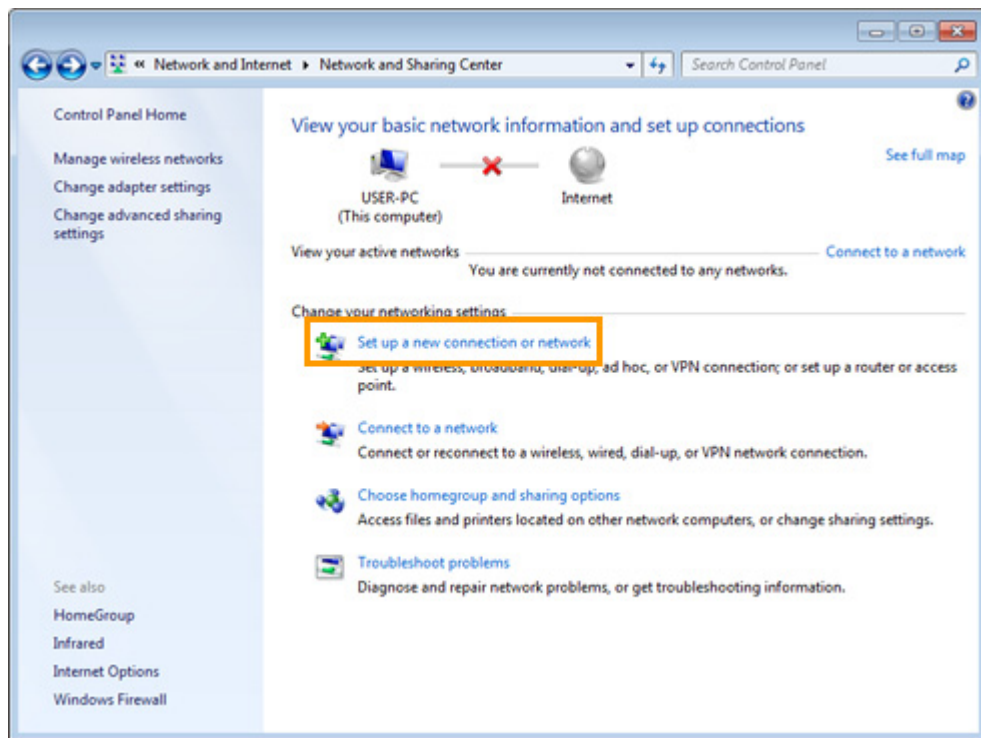 « Network and Internet ▸ Network and Sharing Center
Search Control Panel
Control Panel Home
Manage wireless networks
Change adapter settings
Change advanced sharing
settings
See also
HomeGroup
Infrared
Internet Options
Windows Firewall
View your basic network information and set up connections
See full map
USER-PC
(This computer)
Internet
View your active networks
Connect to a network
You are currently not connected to any networks.
Change your networking settings
Set up a new connection or network
Set up a wireless, broadband, dial-up, ad hoc, or VPN connection; or set up a router or access
point.
Connect to a network
Connect or reconnect to a wireless, wired, dial-up, or VPN network connection.
Choose homegroup and sharing options
Access files and printers located on other network computers, or change sharing settings.
Troubleshoot problems
Diagnose and repair network problems, or get troubleshooting information.